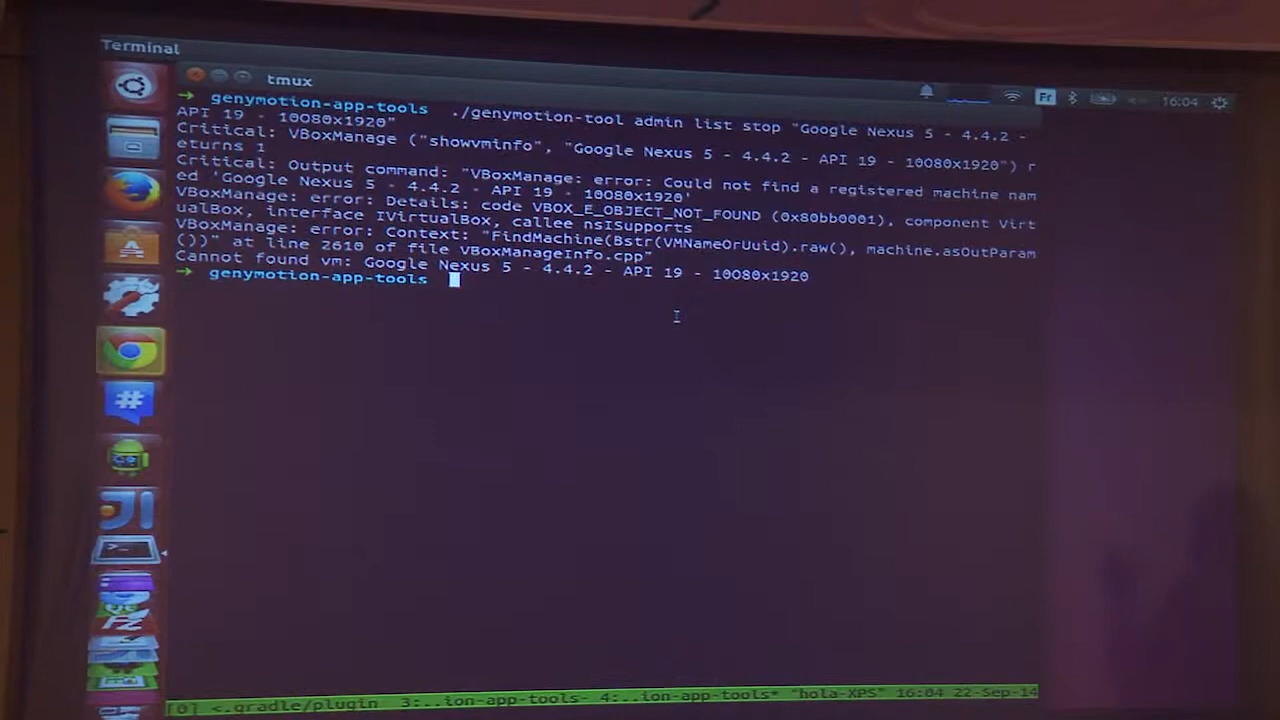 Terminal
tmux
Fr
16:04
→ genymotion-app-tools ./genymotion-tool admin list stop "Google Nexus 5 - 4.4.2 -
API 19 - 10080x1920"
Critical: VBoxManage ("showvminfo", "Google Nexus 5 - 4.4.2 - API 19 - 10080x1920") r
eturns 1
Critical: Output command: "VBoxManage: error: Could not find a registered machine nam
ed 'Google Nexus 5 - 4.4.2 - API 19 - 10080x1920'
VBoxManage: error: Details: code VBOX_E_OBJECT_NOT_FOUND (0x80bb0001), component Virt
ualBox, interface IVirtualBox, callee nsISupports
VBoxManage: error: Context: "FindMachine(Bstr(VMNameOrUuid).raw(), machine.asOutParam
())" at line 2610 of file VBoxManageInfo.cpp"
Cannot found vm: Google Nexus 5 - 4.4.2 - API 19 - 10080x1920
→ genymotion-app-tools
[0] <.gradle/plugin 3:..ion-app-tools- 4:..ion-app-tools* "hola-XPS" 16:04 22-Sep-14